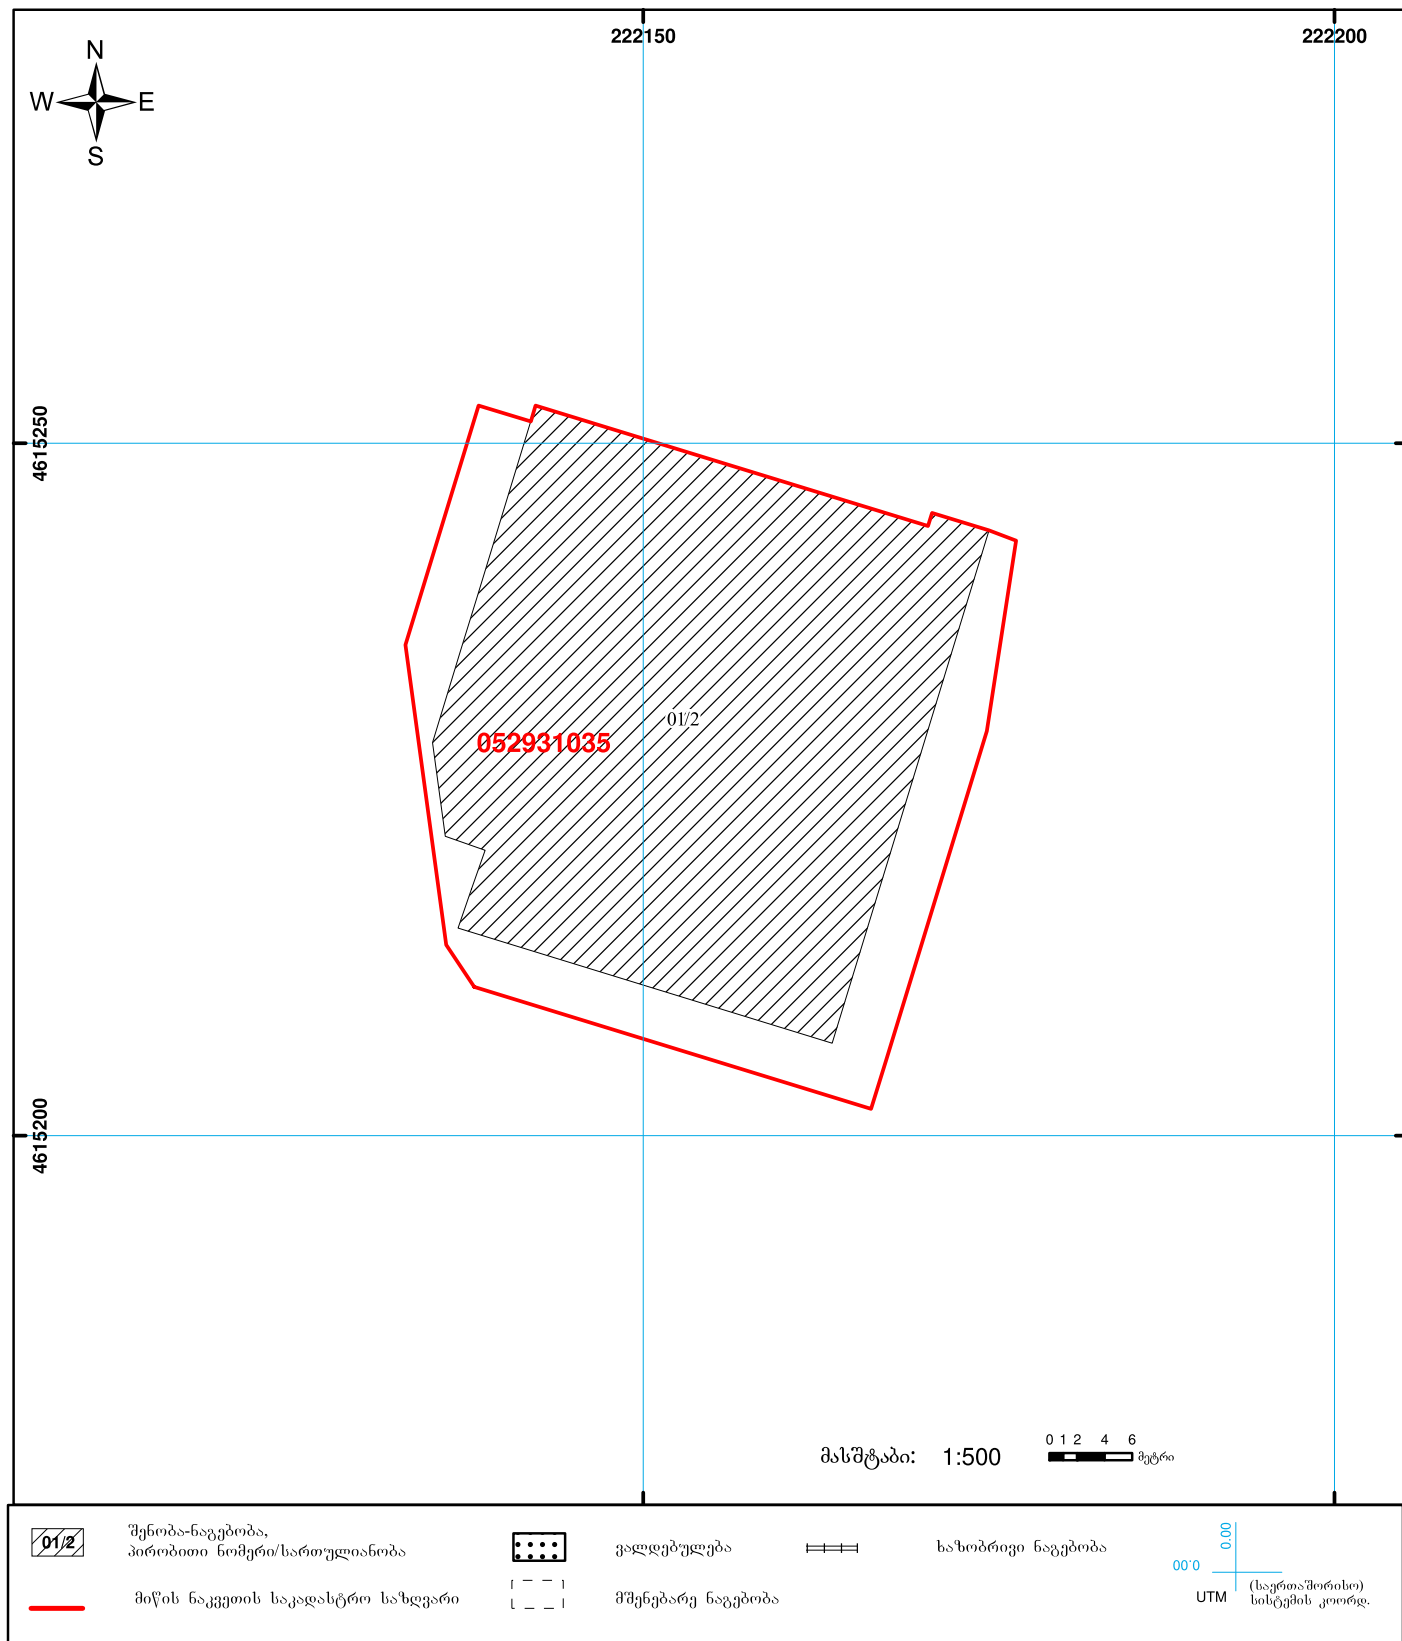 222150
222200
N
W E
S
4615250
01/2
052931035
4615200
მასშტაბი: 1:500
0 1 2 4 6
მეტრი
01/2
შენობა-ნაგებობა,
პირობითი ნომერი/სართულიანობა
ვალდებულება
ხაზობრივი ნაგებობა
მიწის ნაკვეთის საკადასტრო საზღვარი
მშენებარე ნაგებობა
0.00
0.00
UTM
(საერთაშორისო)
სისტემის კოორდ.